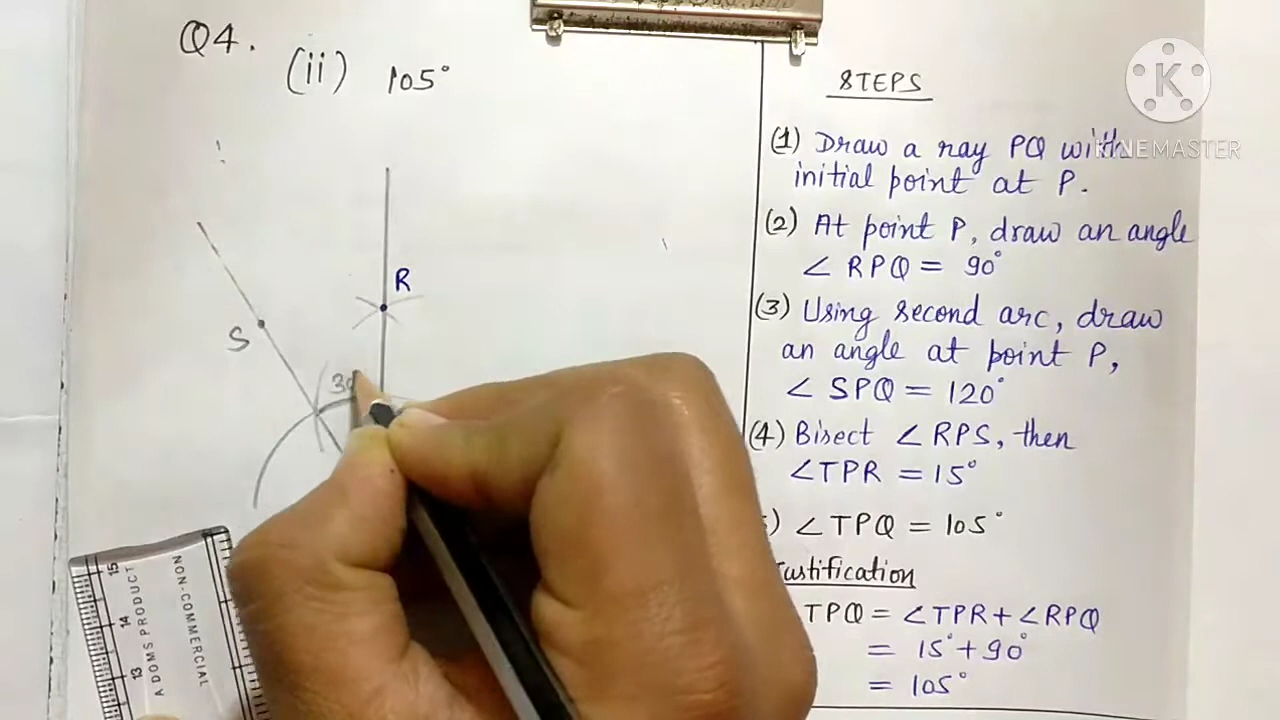 Q4.
(ii) 105°
R
S
STEPS
(1) Draw a ray PQ with
initial point at P.
(2) At point P, draw an angle
∠RPQ = 90°
(3) Using second arc, draw
an angle at point P,
∠SPQ = 120°
(4) Bisect ∠RPS, then
∠TPR = 15°
) ∠TPQ = 105°
Justification
TPQ = ∠TPR + ∠RPQ
= 15° + 90°
= 105°
K
KINEMASTER
15
14
13
ADOMS PRODUCT
NON-COMMERCIAL